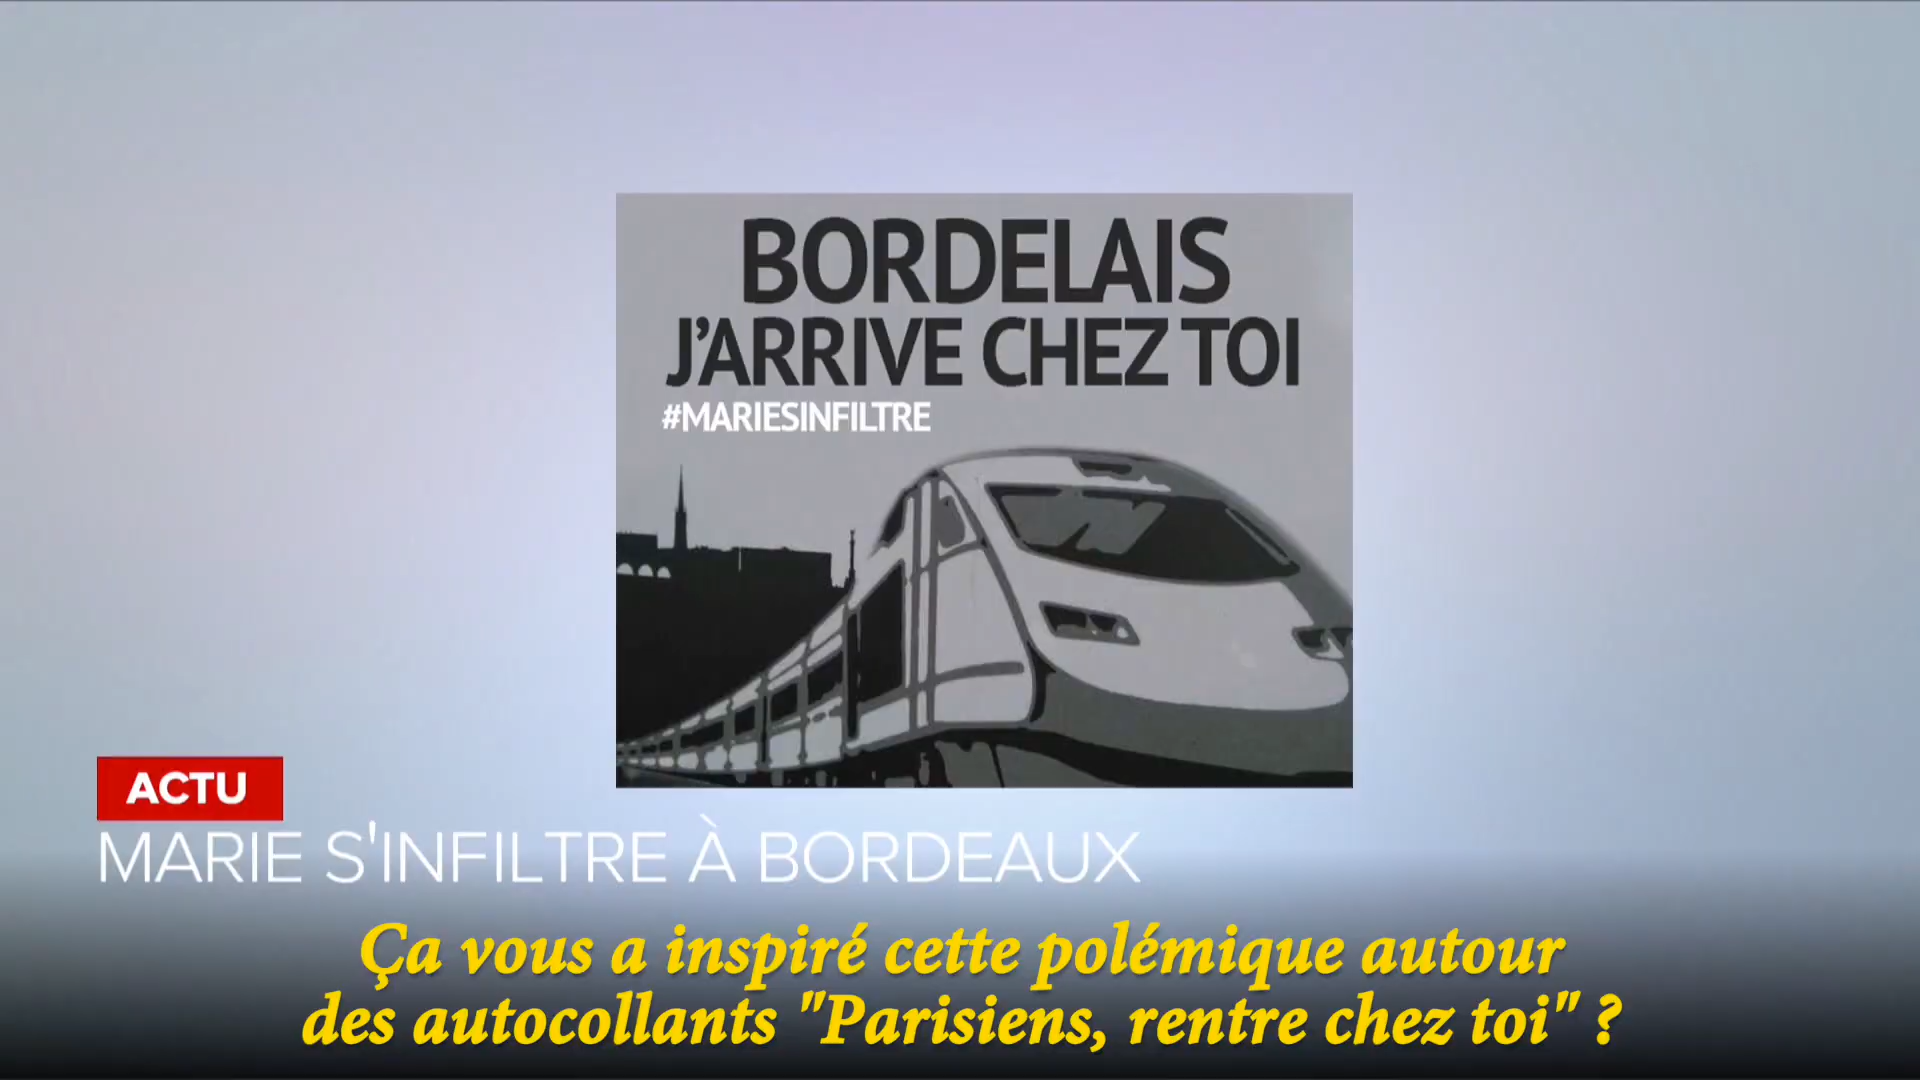 BORDELAIS
J'ARRIVE CHEZ TOI
#MARIESINFILTRE
ACTU
MARIE S'INFILTRE À BORDEAUX
Ça vous a inspiré cette polémique autour
des autocollants "Parisiens, rentre chez toi" ?